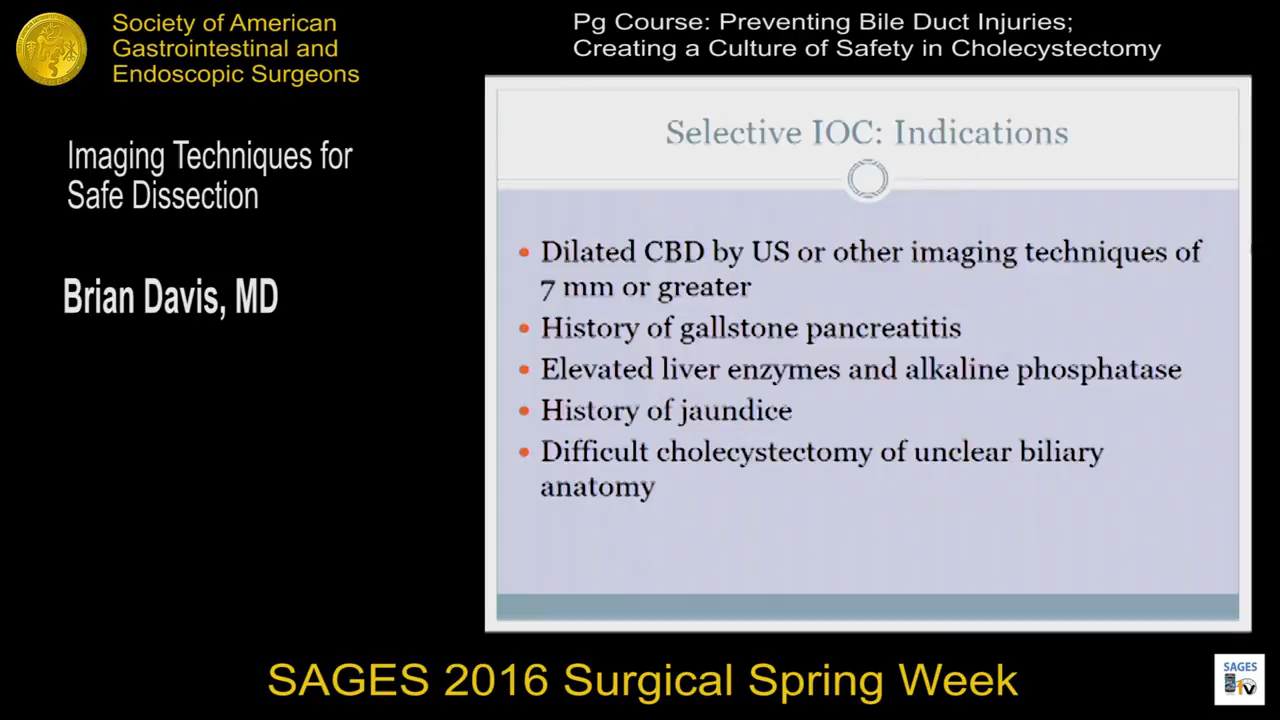 Society of American
Gastrointestinal and
Endoscopic Surgeons
Pg Course: Preventing Bile Duct Injuries;
Creating a Culture of Safety in Cholecystectomy
Imaging Techniques for
Safe Dissection
Brian Davis, MD
Selective IOC: Indications
• Dilated CBD by US or other imaging techniques of
7 mm or greater
• History of gallstone pancreatitis
• Elevated liver enzymes and alkaline phosphatase
• History of jaundice
• Difficult cholecystectomy of unclear biliary
anatomy
SAGES 2016 Surgical Spring Week
SAGES
TV